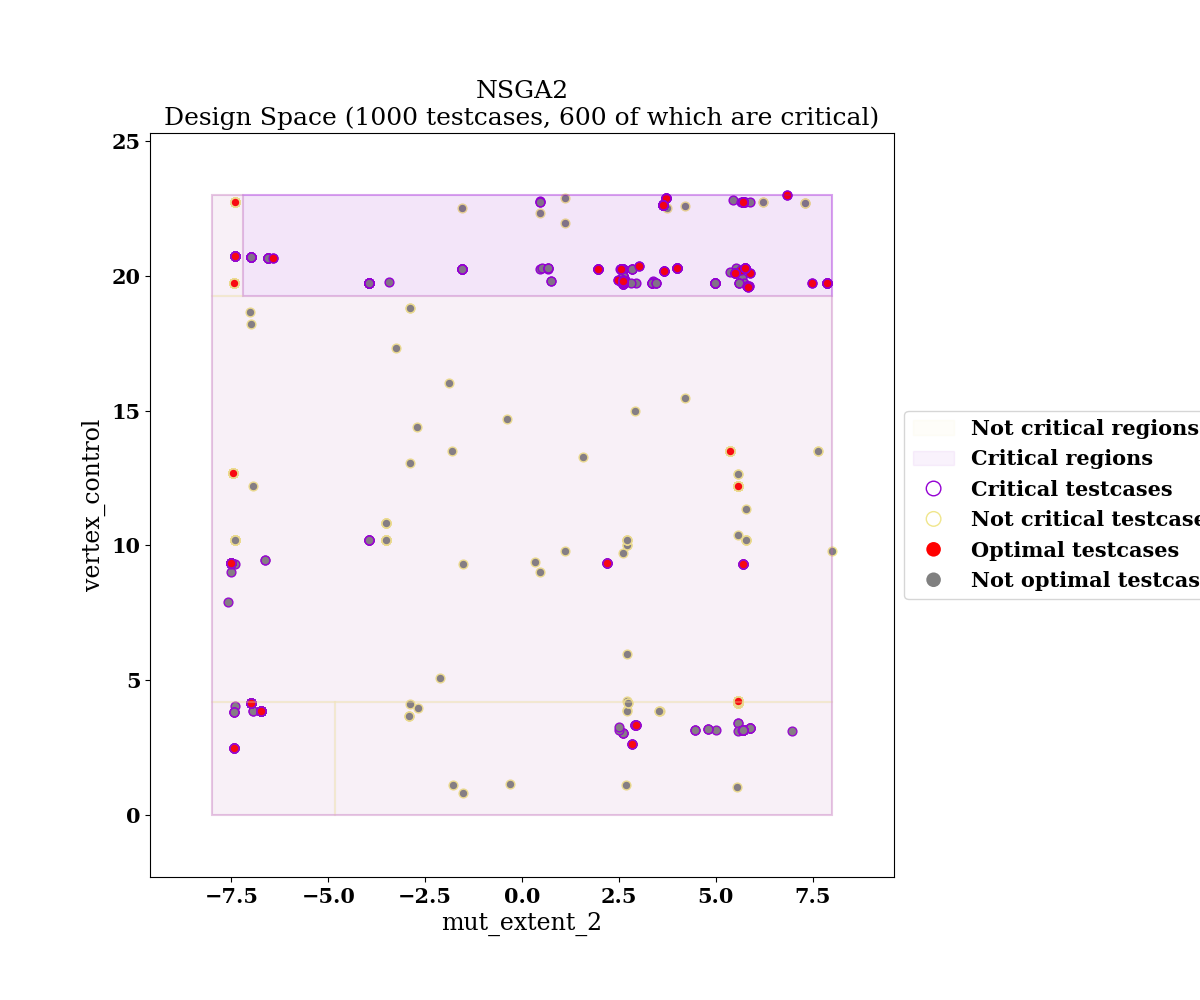 NSGA2
Design Space (1000 testcases, 600 of which are critical)
25
20
15
10
5
0
vertex_control
−7.5
−5.0
−2.5
0.0
2.5
5.0
7.5
mut_extent_2
Not critical regions
Critical regions
Critical testcases
Not critical testcase
Optimal testcases
Not optimal testcas